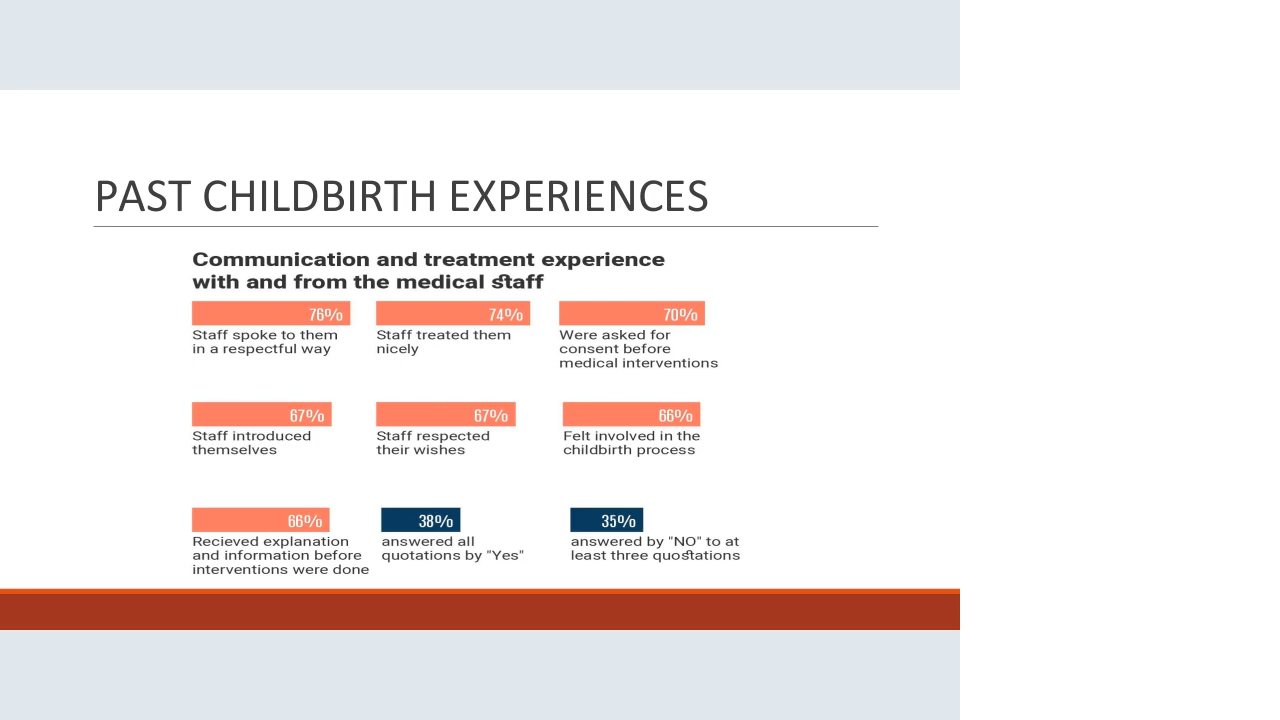 PAST CHILDBIRTH EXPERIENCES
Communication and treatment experience
with and from the medical staff
76%
Staff spoke to them
in a respectful way
74%
Staff treated them
nicely
70%
Were asked for
consent before
medical interventions
67%
Staff introduced
themselves
67%
Staff respected
their wishes
66%
Felt involved in the
childbirth process
66%
Recieved explanation
and information before
interventions were done
38%
answered all
quotations by "Yes"
35%
answered by "NO" to at
least three quostations